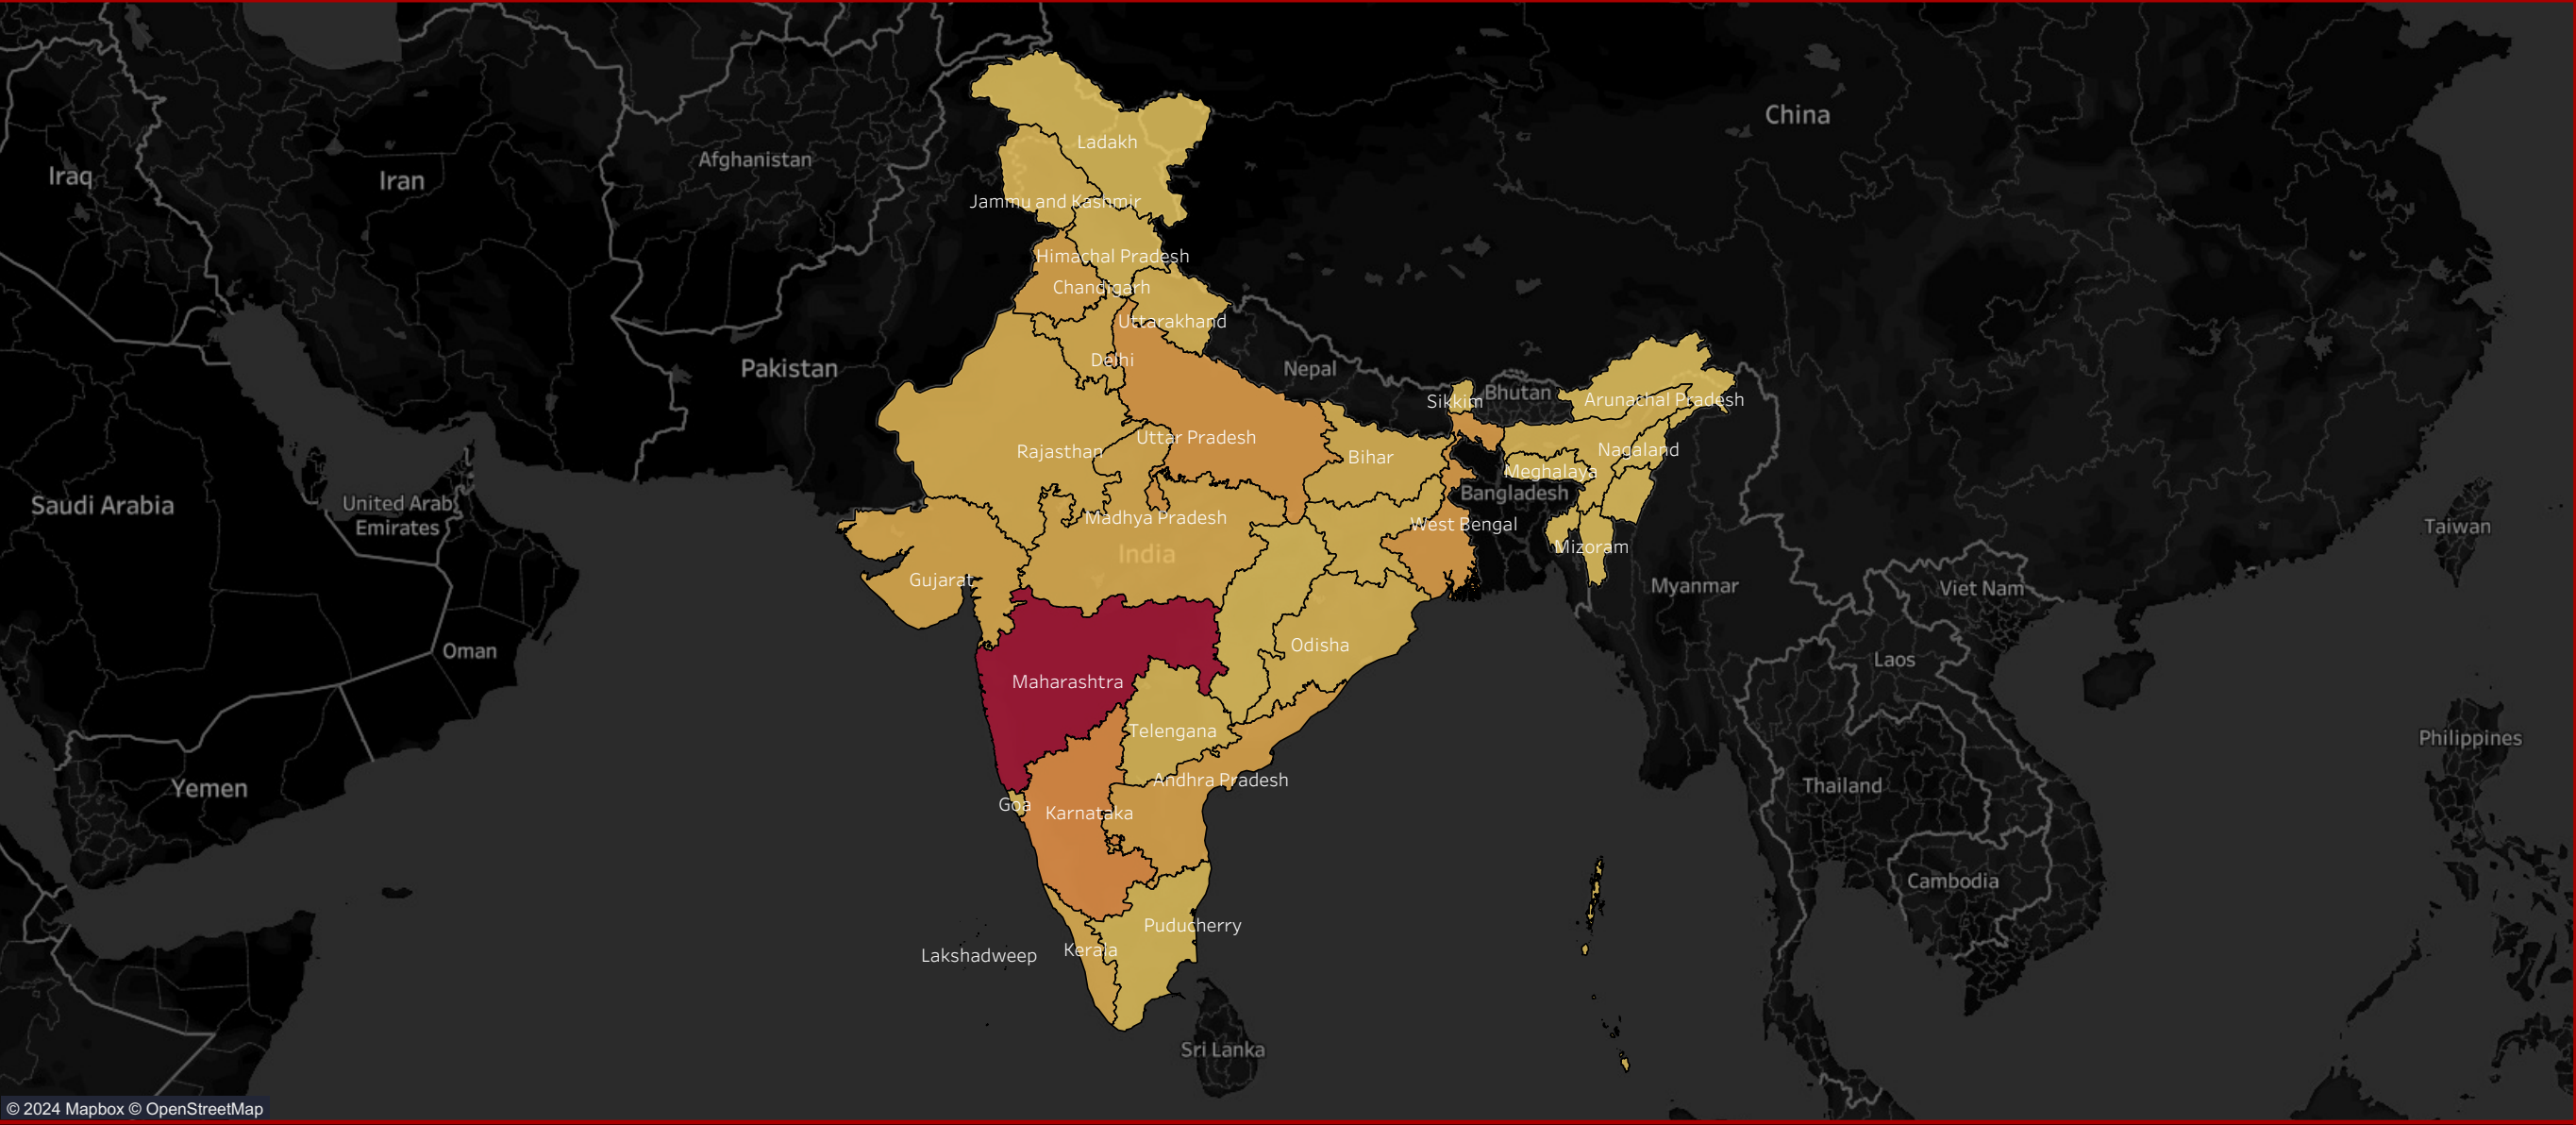 China
Ladakh
Afghanistan
Iraq
Iran
Jammu and Kashmir
Himachal Pradesh
Chandigarh
Uttarakhand
Delhi
Pakistan
Nepal
Bhutan
Sikkim
Arunachal Pradesh
Uttar Pradesh
Rajasthan
Bihar
Nagaland
Meghalaya
Bangladesh
Saudi Arabia
United Arab
Emirates
Madhya Pradesh
West Bengal
Taiwan
India
Mizoram
Gujarat
Myanmar
Viet Nam
Oman
Odisha
Laos
Maharashtra
Telengana
Philippines
Yemen
Andhra Pradesh
Thailand
Goa
Karnataka
Cambodia
Puducherry
Kerala
Lakshadweep
Sri Lanka
© 2024 Mapbox © OpenStreetMap